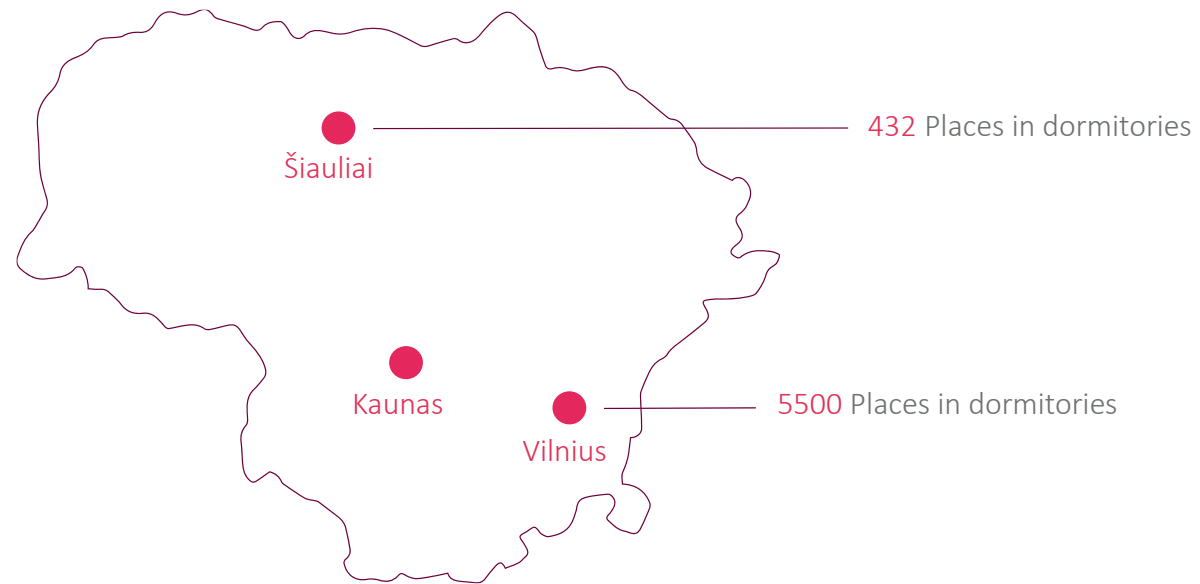 432 Places in dormitories
Šiauliai
Kaunas
5500 Places in dormitories
Vilnius